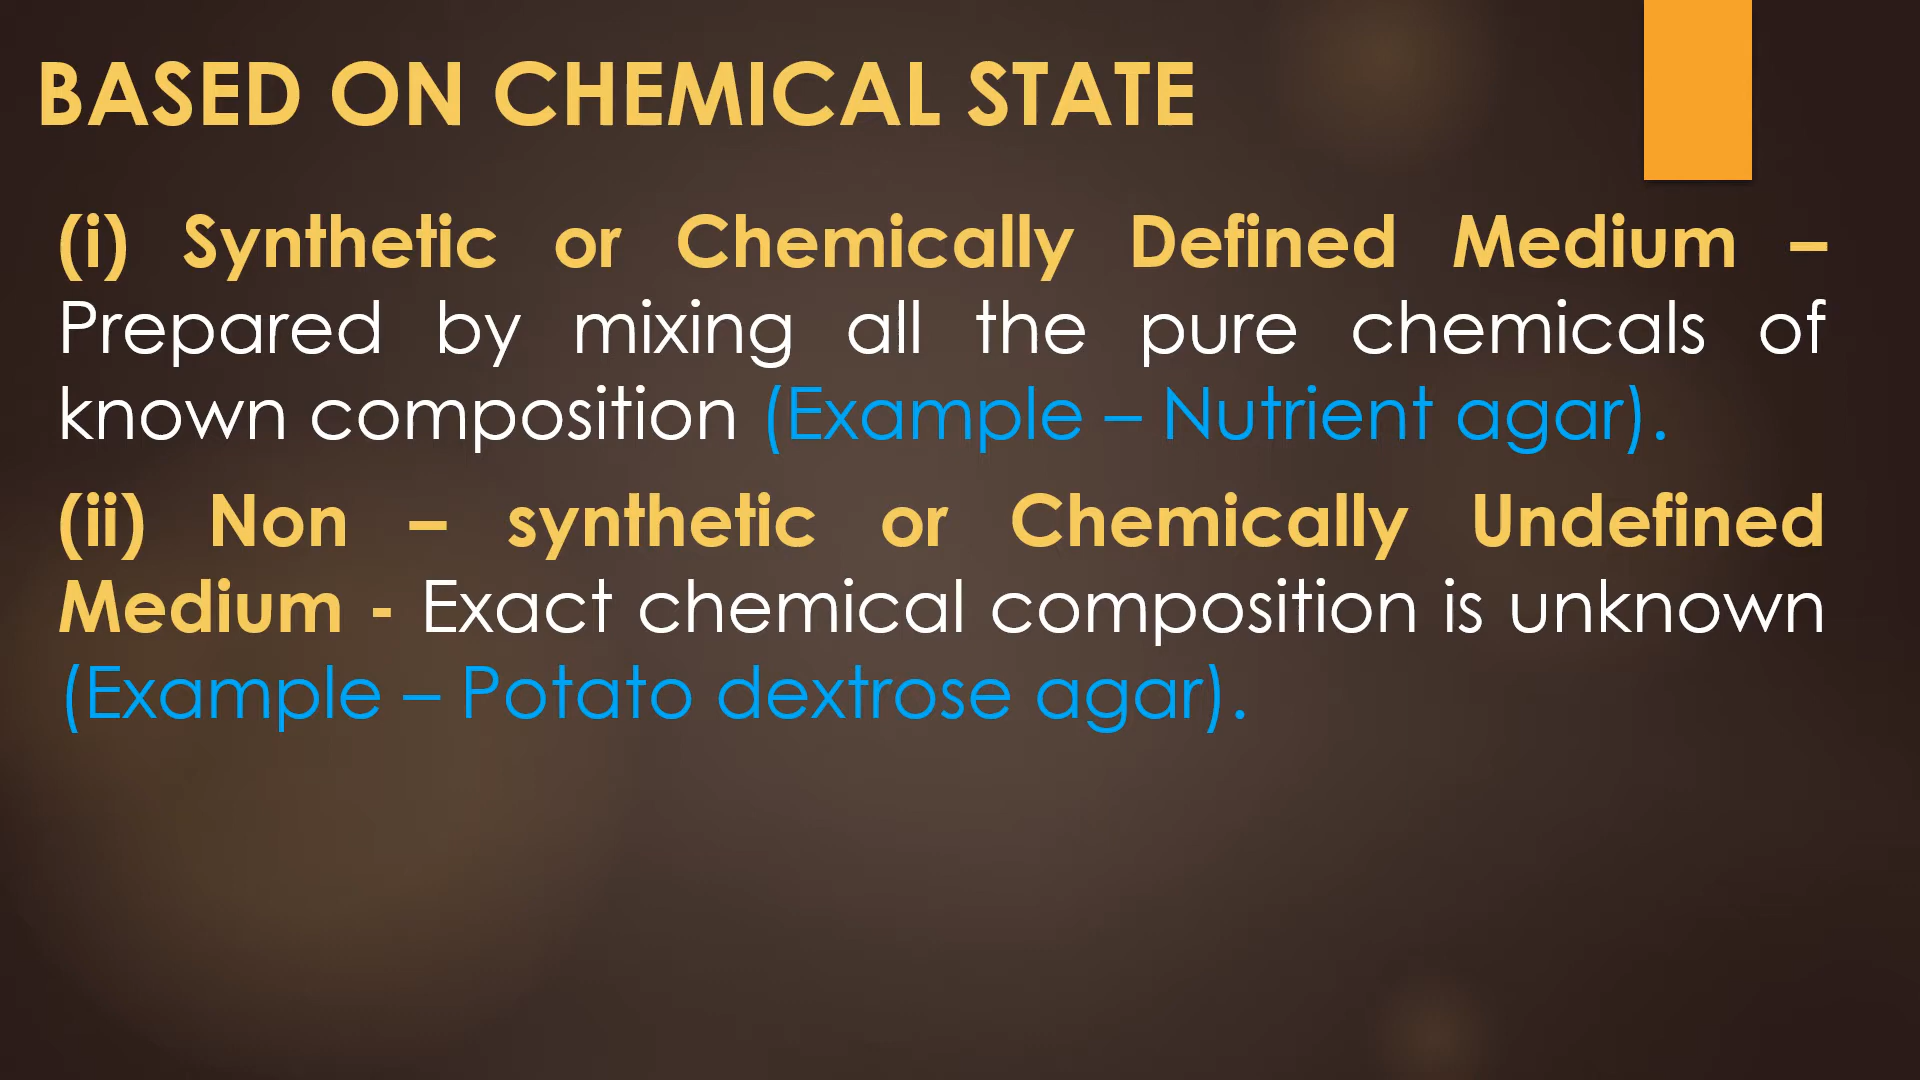 BASED ON CHEMICAL STATE
(i) Synthetic or Chemically Defined Medium –
Prepared by mixing all the pure chemicals of
known composition (Example – Nutrient agar).
(ii) Non – synthetic or Chemically Undefined
Medium - Exact chemical composition is unknown
(Example – Potato dextrose agar).